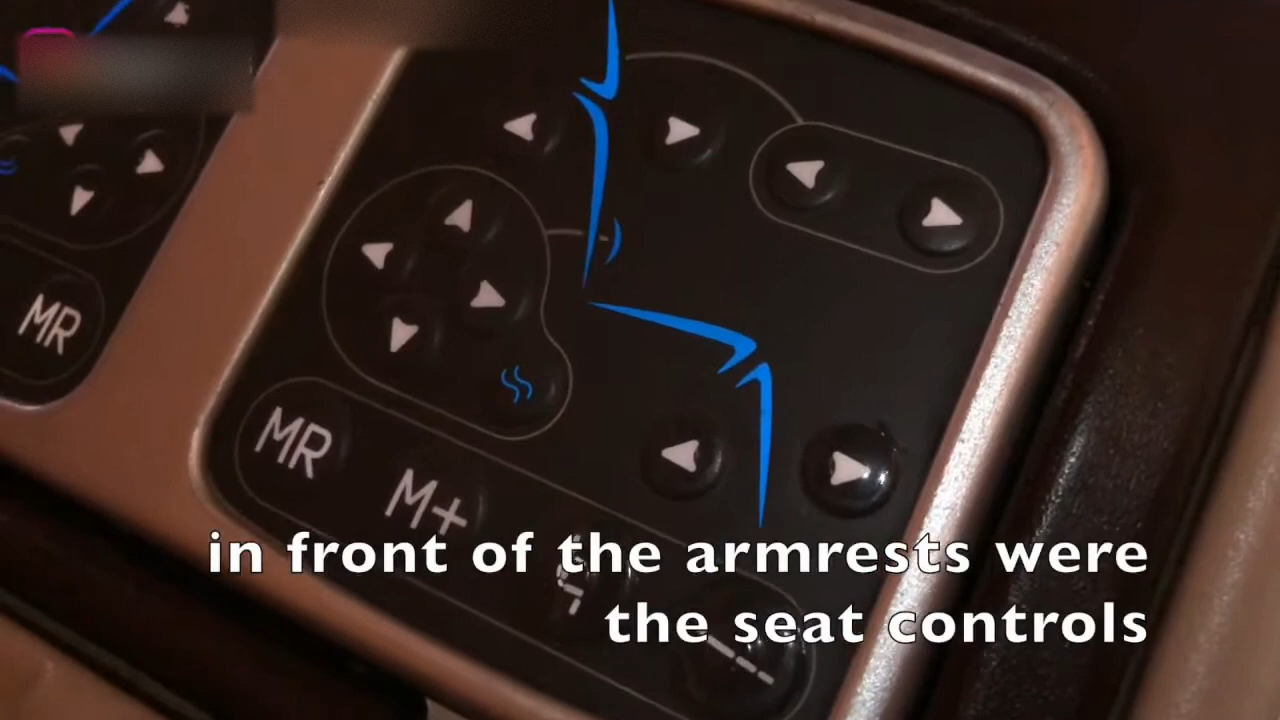 MR
MR
M+
in front of the armrests were
the seat controls